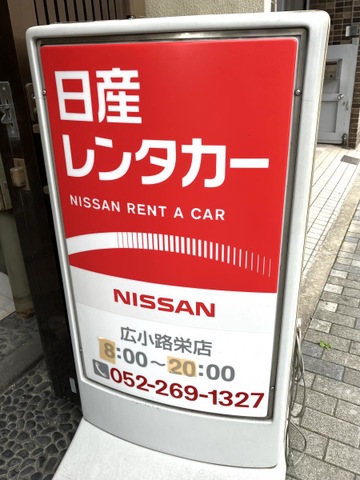 日産
レンタカー
NISSAN RENT A CAR
NISSAN
広小路栄店
8:00～20:00
052-269-1327